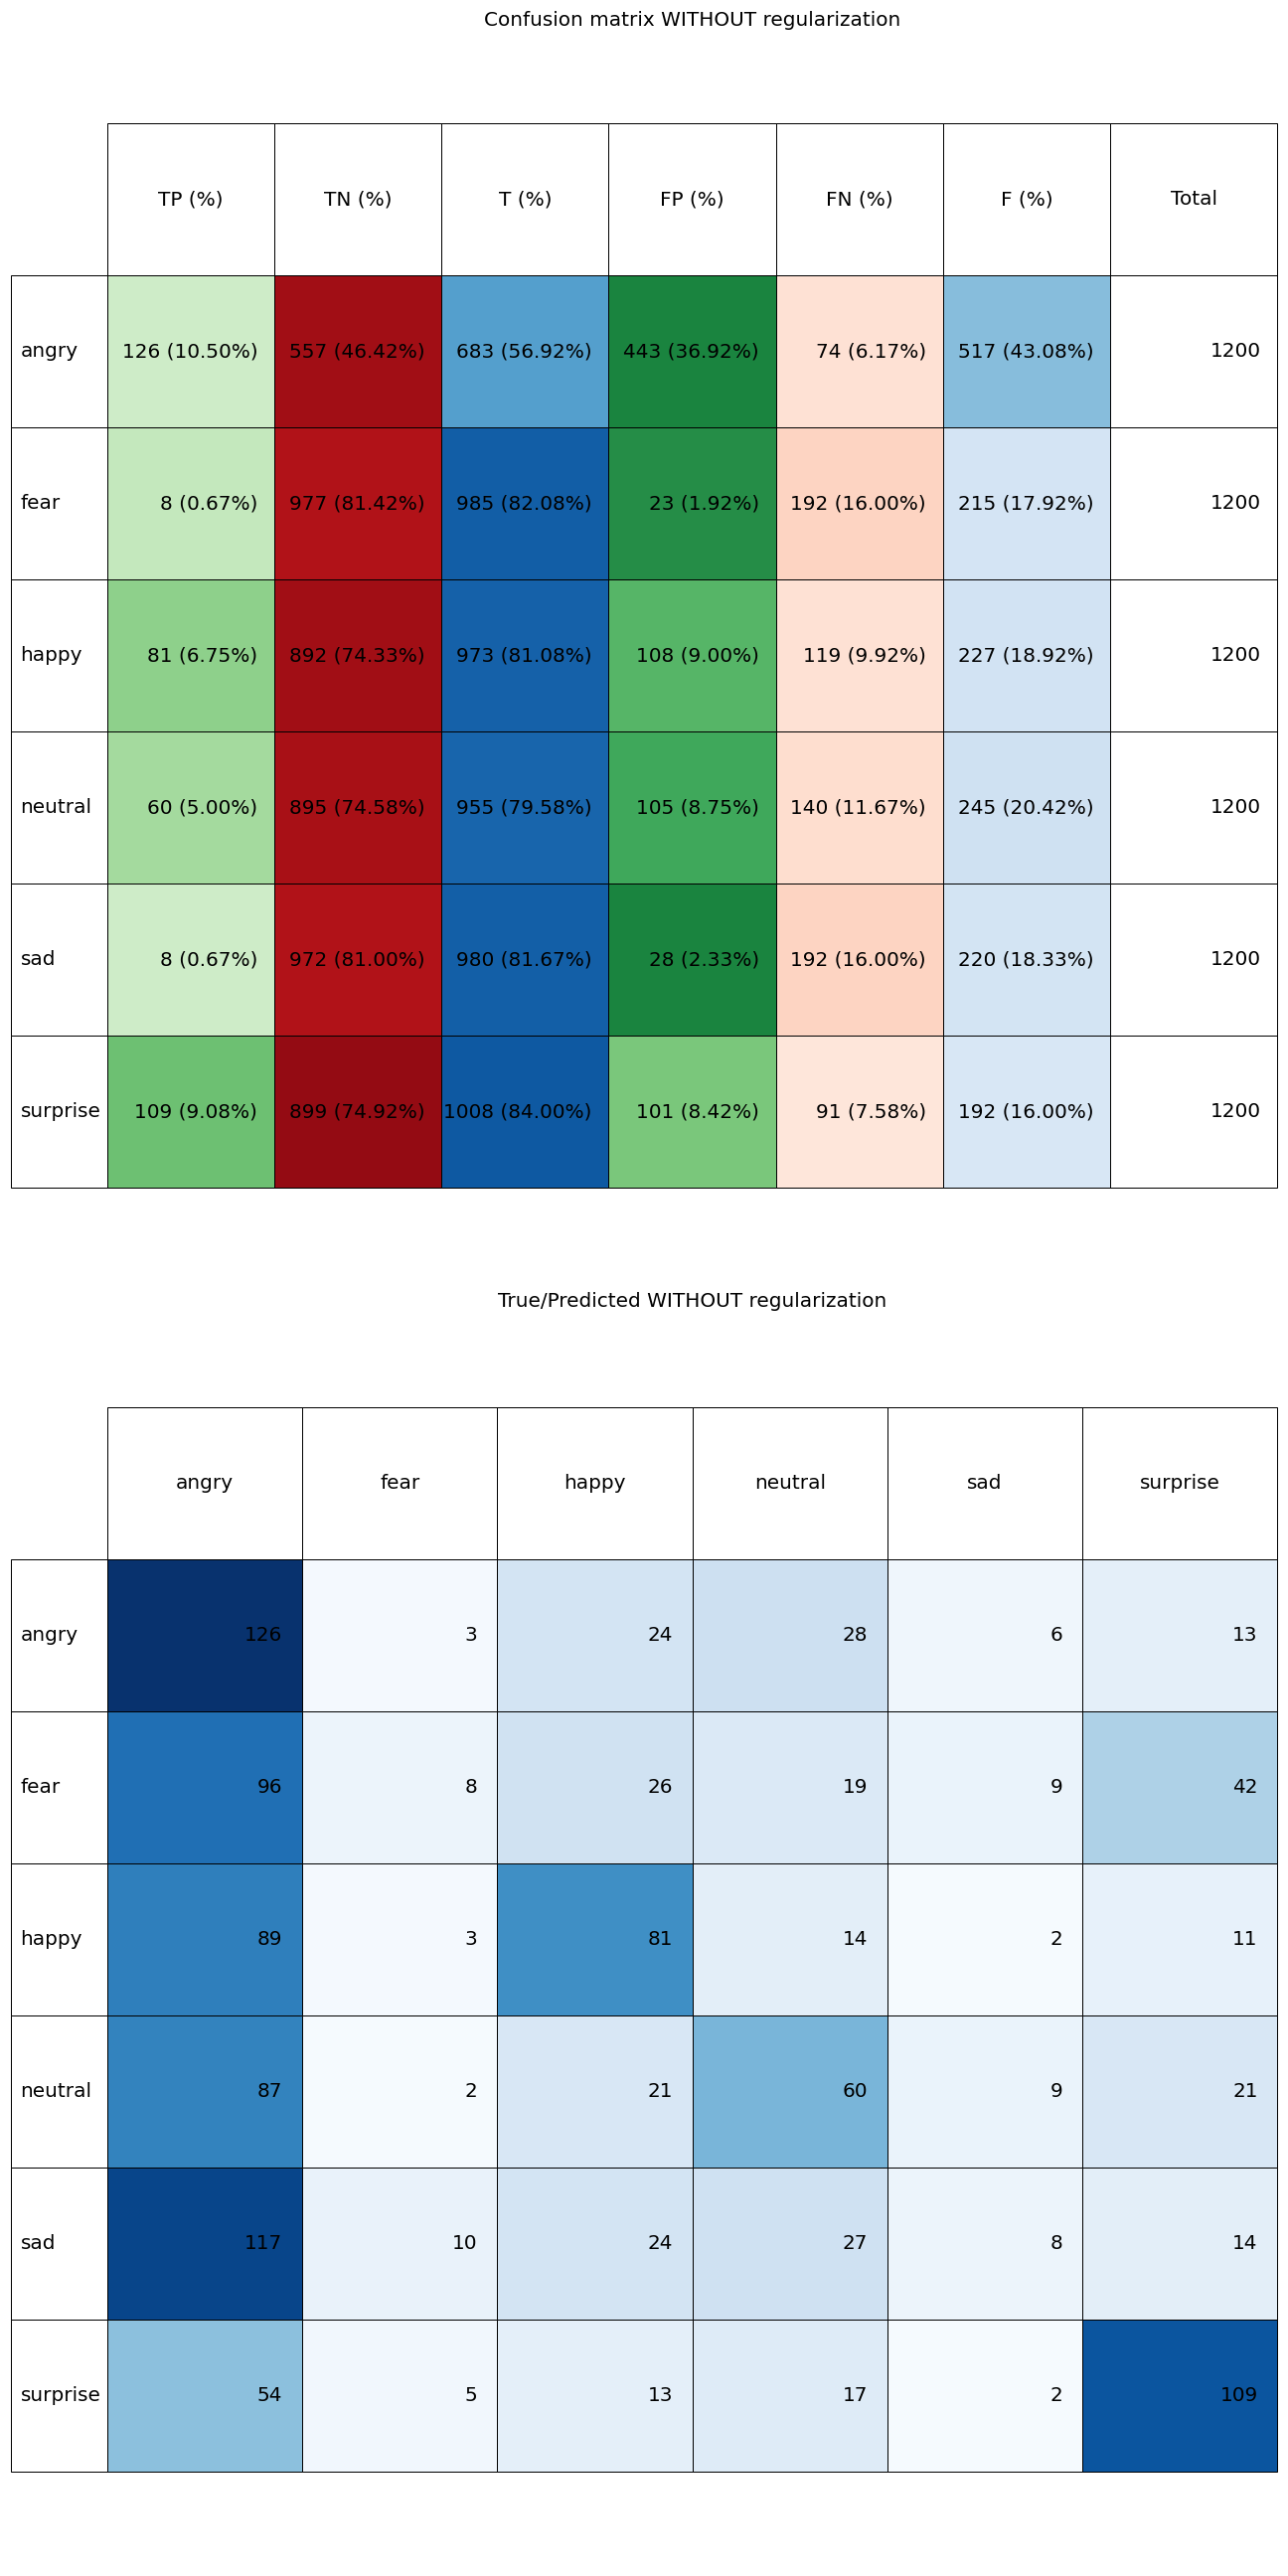 Confusion matrix WITHOUT regularization
TP (%) TN (%) T (%) FP (%) FN (%) F (%) Total
angry 126 (10.50%) 557 (46.42%) 683 (56.92%) 443 (36.92%) 74 (6.17%) 517 (43.08%) 1200
fear 8 (0.67%) 977 (81.42%) 985 (82.08%) 23 (1.92%) 192 (16.00%) 215 (17.92%) 1200
happy 81 (6.75%) 892 (74.33%) 973 (81.08%) 108 (9.00%) 119 (9.92%) 227 (18.92%) 1200
neutral 60 (5.00%) 895 (74.58%) 955 (79.58%) 105 (8.75%) 140 (11.67%) 245 (20.42%) 1200
sad 8 (0.67%) 972 (81.00%) 980 (81.67%) 28 (2.33%) 192 (16.00%) 220 (18.33%) 1200
surprise 109 (9.08%) 899 (74.92%) 1008 (84.00%) 101 (8.42%) 91 (7.58%) 192 (16.00%) 1200
True/Predicted WITHOUT regularization
angry fear happy neutral sad surprise
angry 126 3 24 28 6 13
fear 96 8 26 19 9 42
happy 89 3 81 14 2 11
neutral 87 2 21 60 9 21
sad 117 10 24 27 8 14
surprise 54 5 13 17 2 109